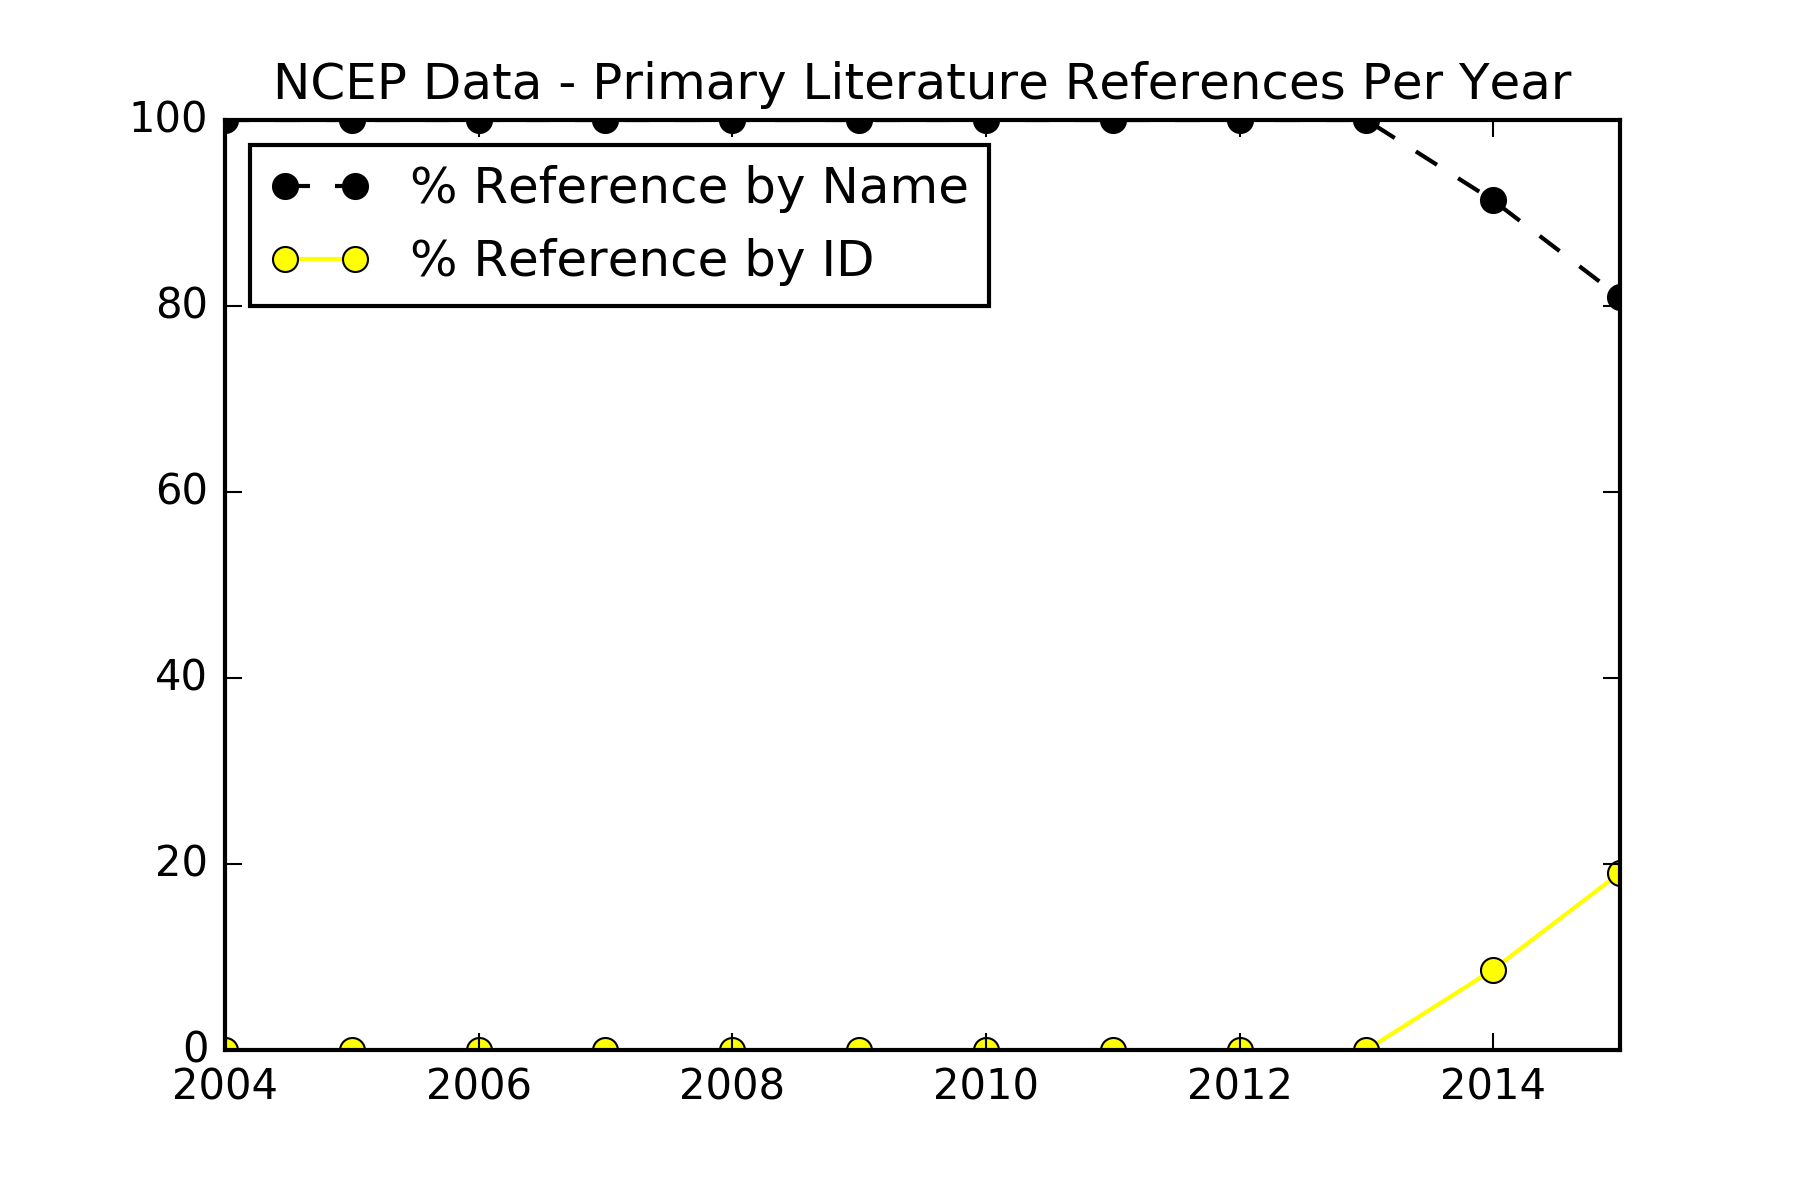 NCEP Data - Primary Literature References Per Year
100
% Reference by Name
% Reference by ID
80
60
40
20
0
2004 2006 2008 2010 2012 2014